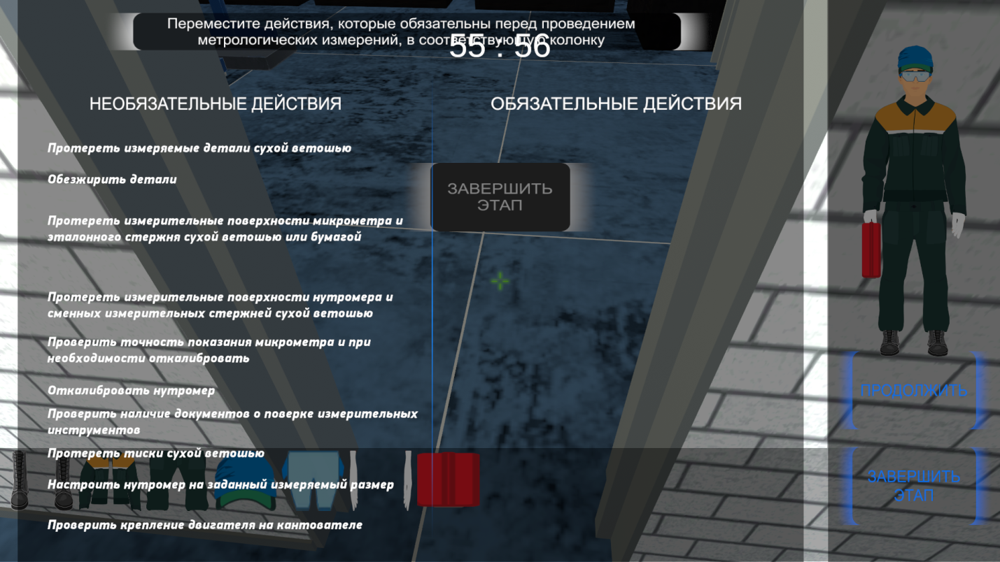 Переместите действия, которые обязательны перед проведением
метрологических измерений, в соответствующую колонку
55 : 56
НЕОБЯЗАТЕЛЬНЫЕ ДЕЙСТВИЯ
ОБЯЗАТЕЛЬНЫЕ ДЕЙСТВИЯ
Протереть измеряемые детали сухой ветошью
Обезжирить детали
ЗАВЕРШИТЬ
ЭТАП
Протереть измерительные поверхности микрометра и
эталонного стержня сухой ветошью или бумагой
Протереть измерительные поверхности нутромера и
сменных измерительных стержней сухой ветошью
Проверить точность показания микрометра и при
необходимости откалибровать
Откалибровать нутромер
Проверить наличие документов о поверке измерительных
инструментов
Протереть тиски сухой ветошью
Настроить нутромер на заданный измеряемый размер
Проверить крепление двигателя на кантователе
ПРОДОЛЖИТЬ
ЗАВЕРШИТЬ
ЭТАП